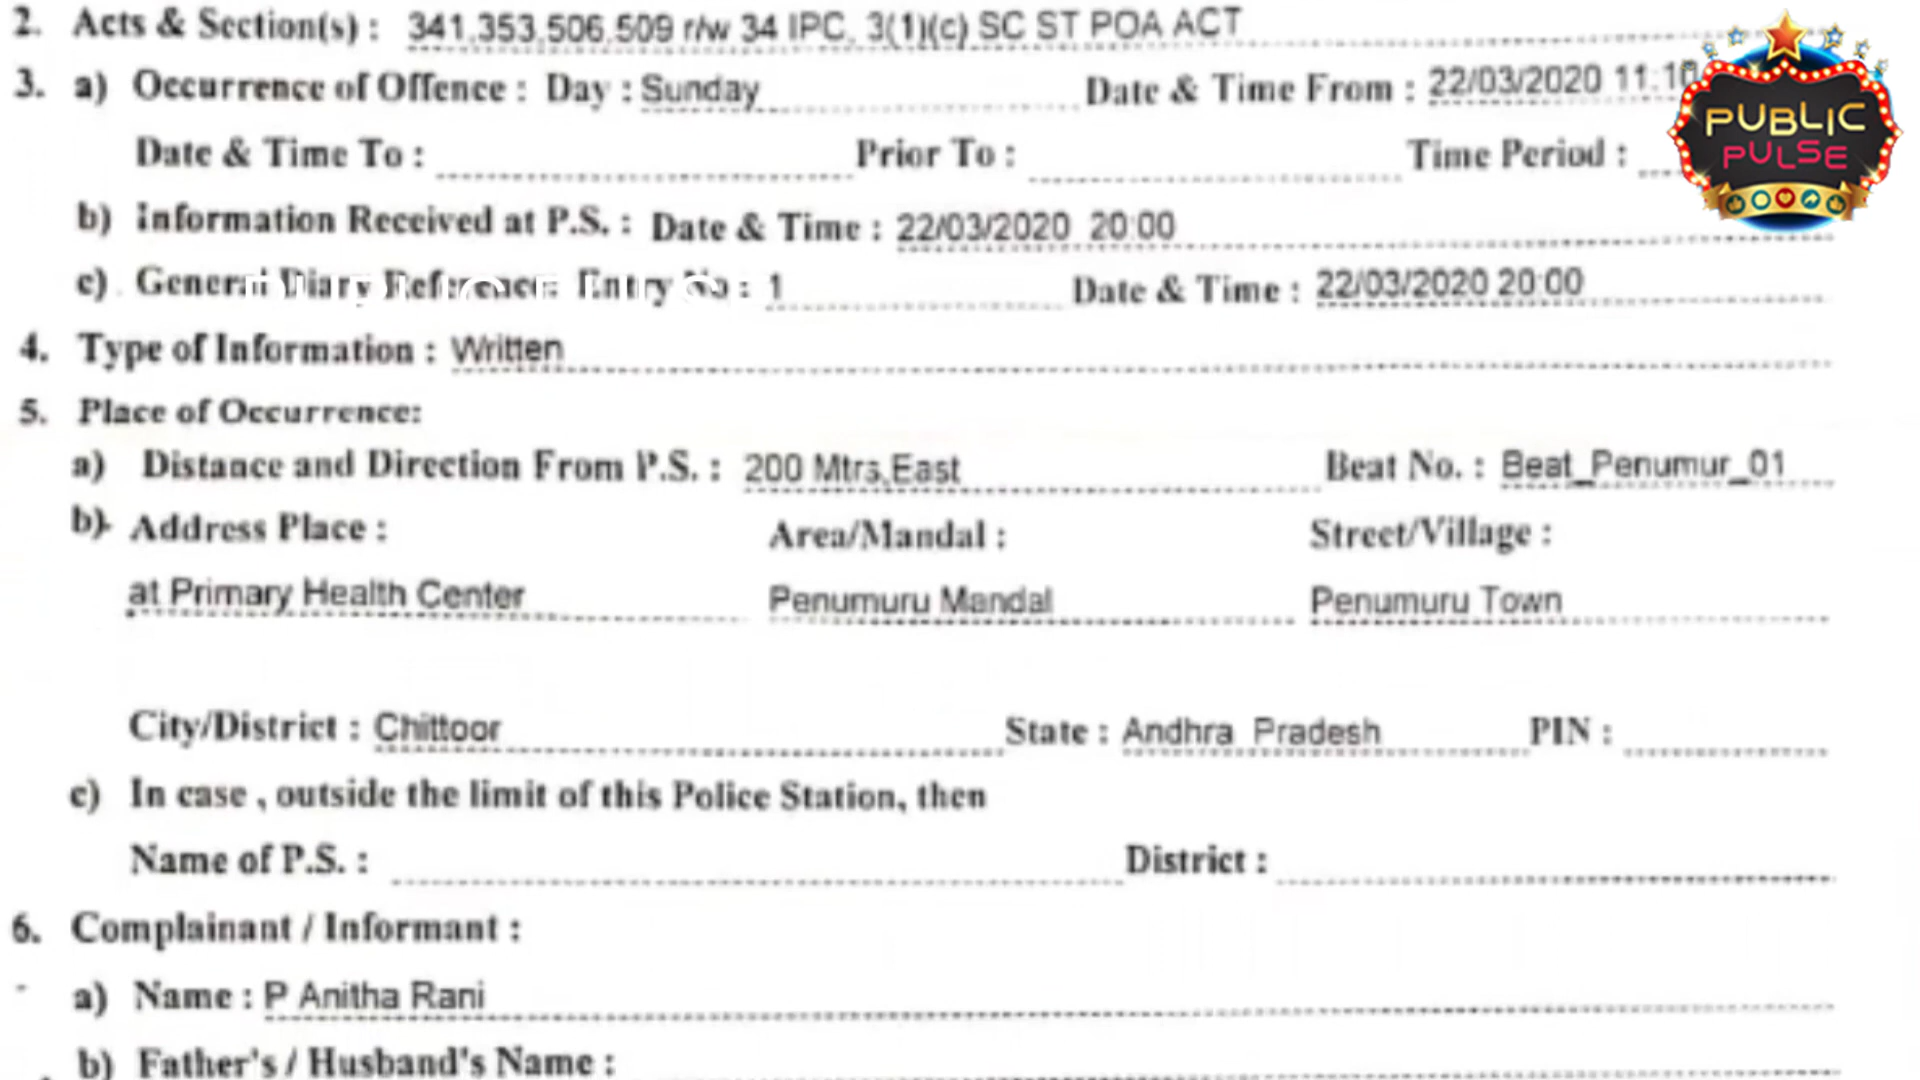 2. Acts & Section(s) : 341,353,506,509 r/w 34 IPC, 3(1)(c) SC ST POA ACT
3. a) Occurrence of Offence : Day : Sunday Date & Time From : 22/03/2020 11:10
PUBLIC
PULSE
Date & Time To : Prior To : Time Period :
b) Information Received at P.S. : Date & Time : 22/03/2020 20:00
c) General Diary Reference Entry No : 1 Date & Time : 22/03/2020 20:00
4. Type of Information : Written
5. Place of Occurrence:
a) Distance and Direction From P.S. : 200 Mtrs,East Beat No. : Beat_Penumur_01
b) Address Place : Area/Mandal : Street/Village :
at Primary Health Center Penumuru Mandal Penumuru Town
City/District : Chittoor State : Andhra Pradesh PIN :
c) In case , outside the limit of this Police Station, then
Name of P.S. : District :
6. Complainant / Informant :
a) Name : P Anitha Rani
b) Father's / Husband's Name :